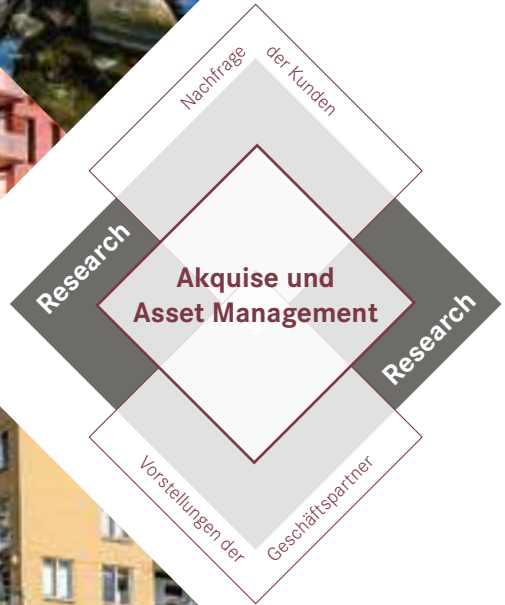 Nachfrage
der Kunden
Research
Akquise und
Asset Management
Research
Vorstellungen der
Geschäftspartner